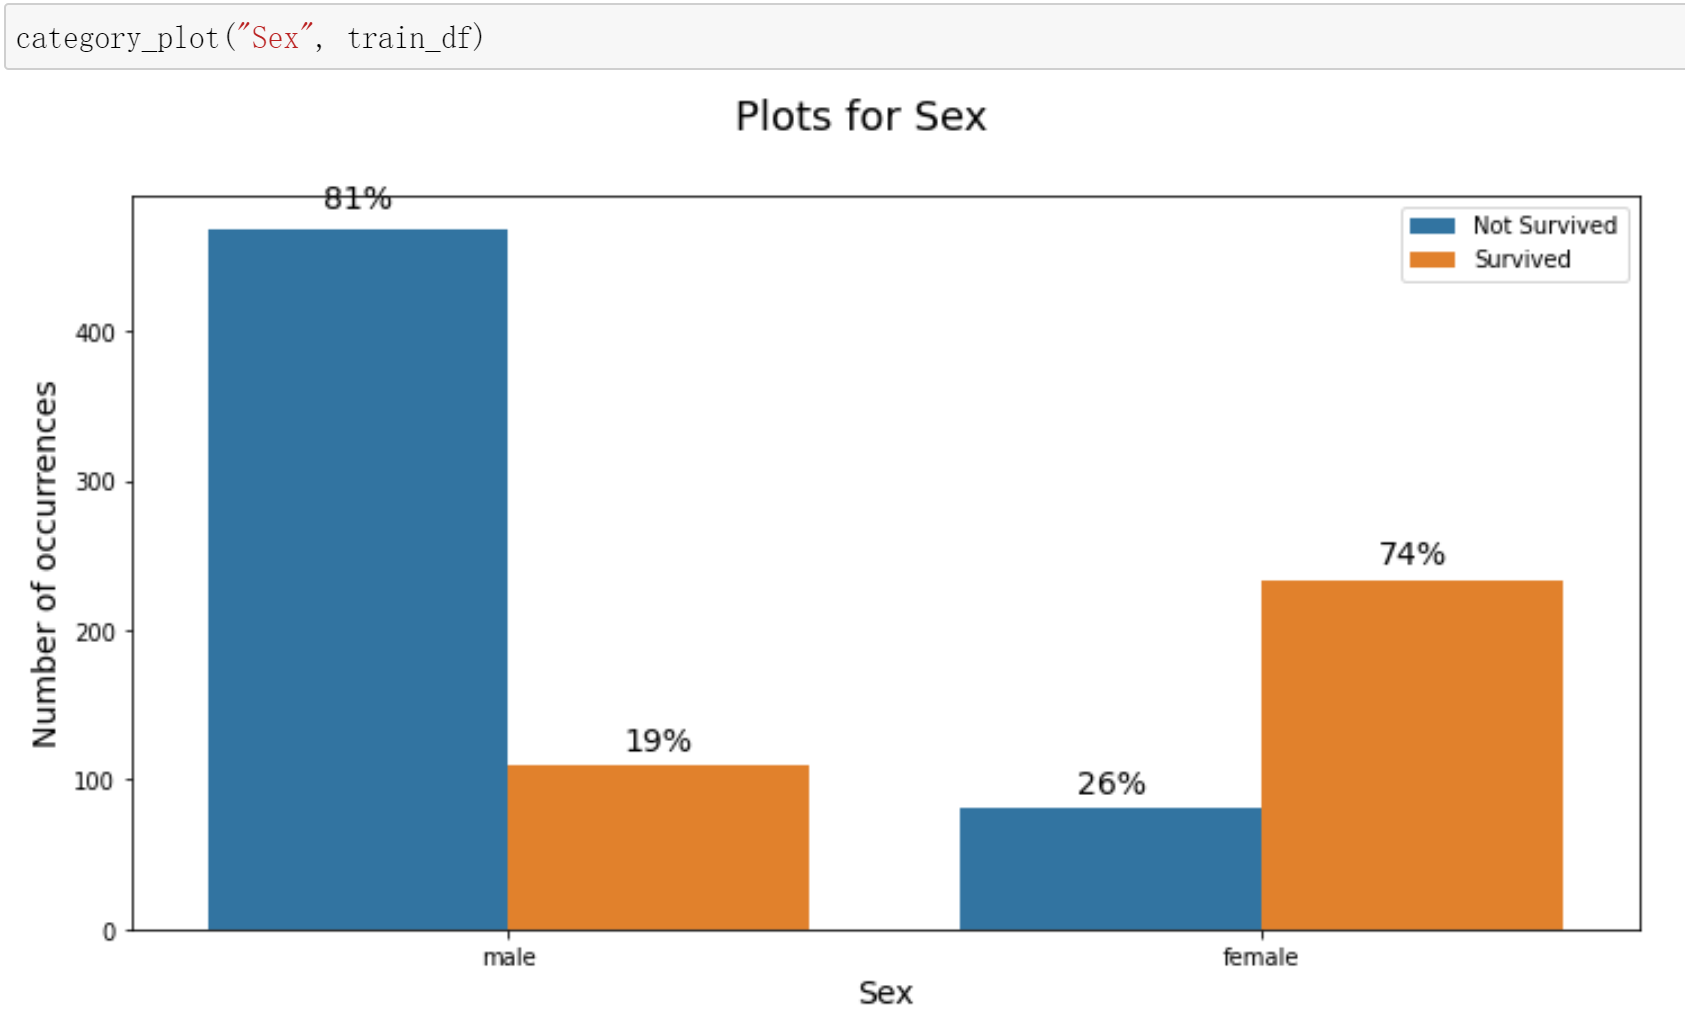 category_plot("Sex", train_df)
Plots for Sex
81%
Not Survived
Survived
400
300
200
100
0
Number of occurrences
19%
26%
74%
male
female
Sex